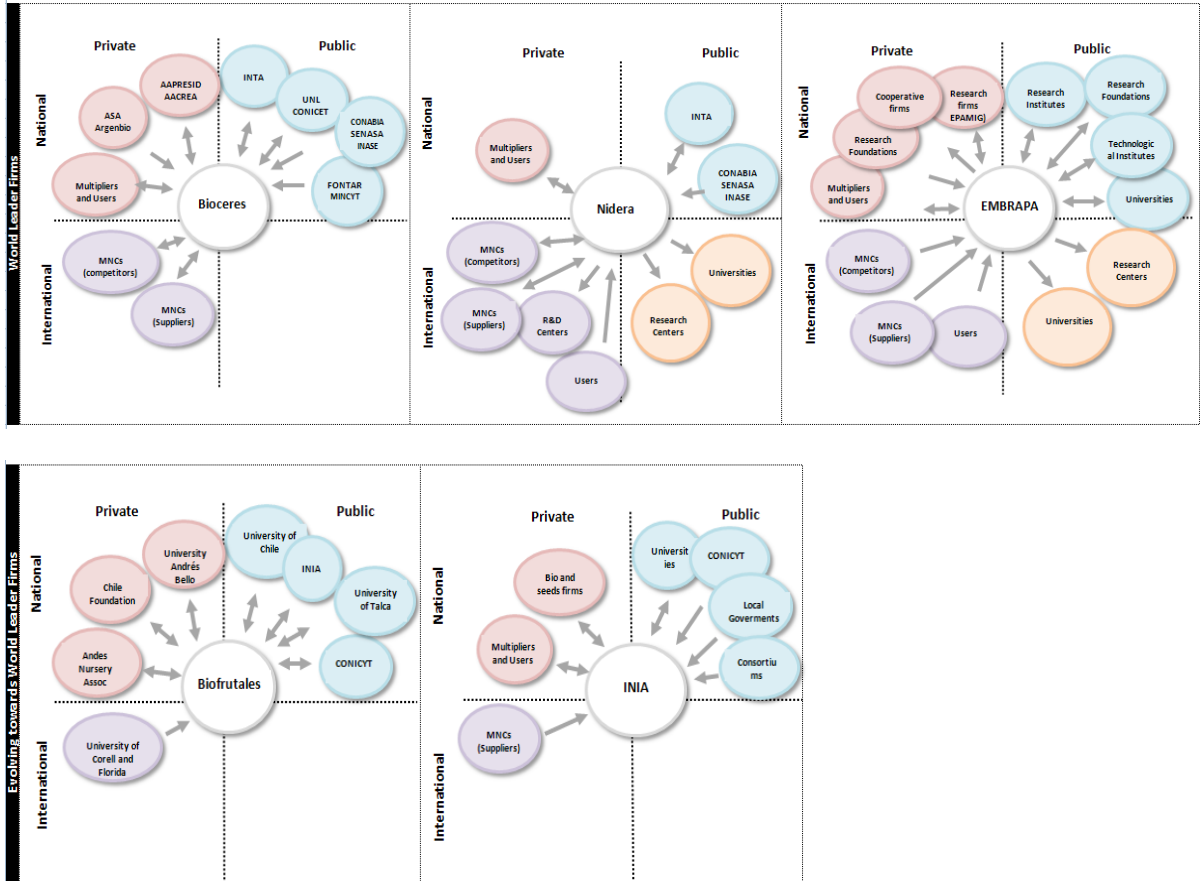 World Leader Firms
National
International
Private
Public
AAPRESID
AACREA
INTA
ASA
Argenbio
UNL
CONICET
CONABIA
SENASA
INASE
Multipliers
and Users
Bioceres
FONTAR
MINCYT
MNCs
(competitors)
MNCs
(Suppliers)
National
International
Private
Public
INTA
Multipliers
and Users
CONABIA
SENASA
INASE
Nidera
MNCs
(Competitors)
Universities
MNCs
(Suppliers)
R&D
Centers
Research
Centers
Users
National
International
Private
Public
Cooperative
firms
Research
firms
EPAMIG)
Research
Institutes
Research
Foundations
Research
Foundations
Technologic
al Institutes
Multipliers
and Users
EMBRAPA
Universities
MNCs
(Competitors)
Research
Centers
MNCs
(Suppliers)
Users
Universities
Evolving towards World Leader Firms
National
International
Private
Public
University
Andrés
Bello
University of
Chile
INIA
Chile
Foundation
University
of Talca
Andes
Nursery
Assoc
Biofrutales
CONICYT
University of
Corell and
Florida
National
International
Private
Public
Universit
ies
CONICYT
Bio and
seeds firms
Local
Goverments
Multipliers
and Users
Consortiu
ms
INIA
MNCs
(Suppliers)